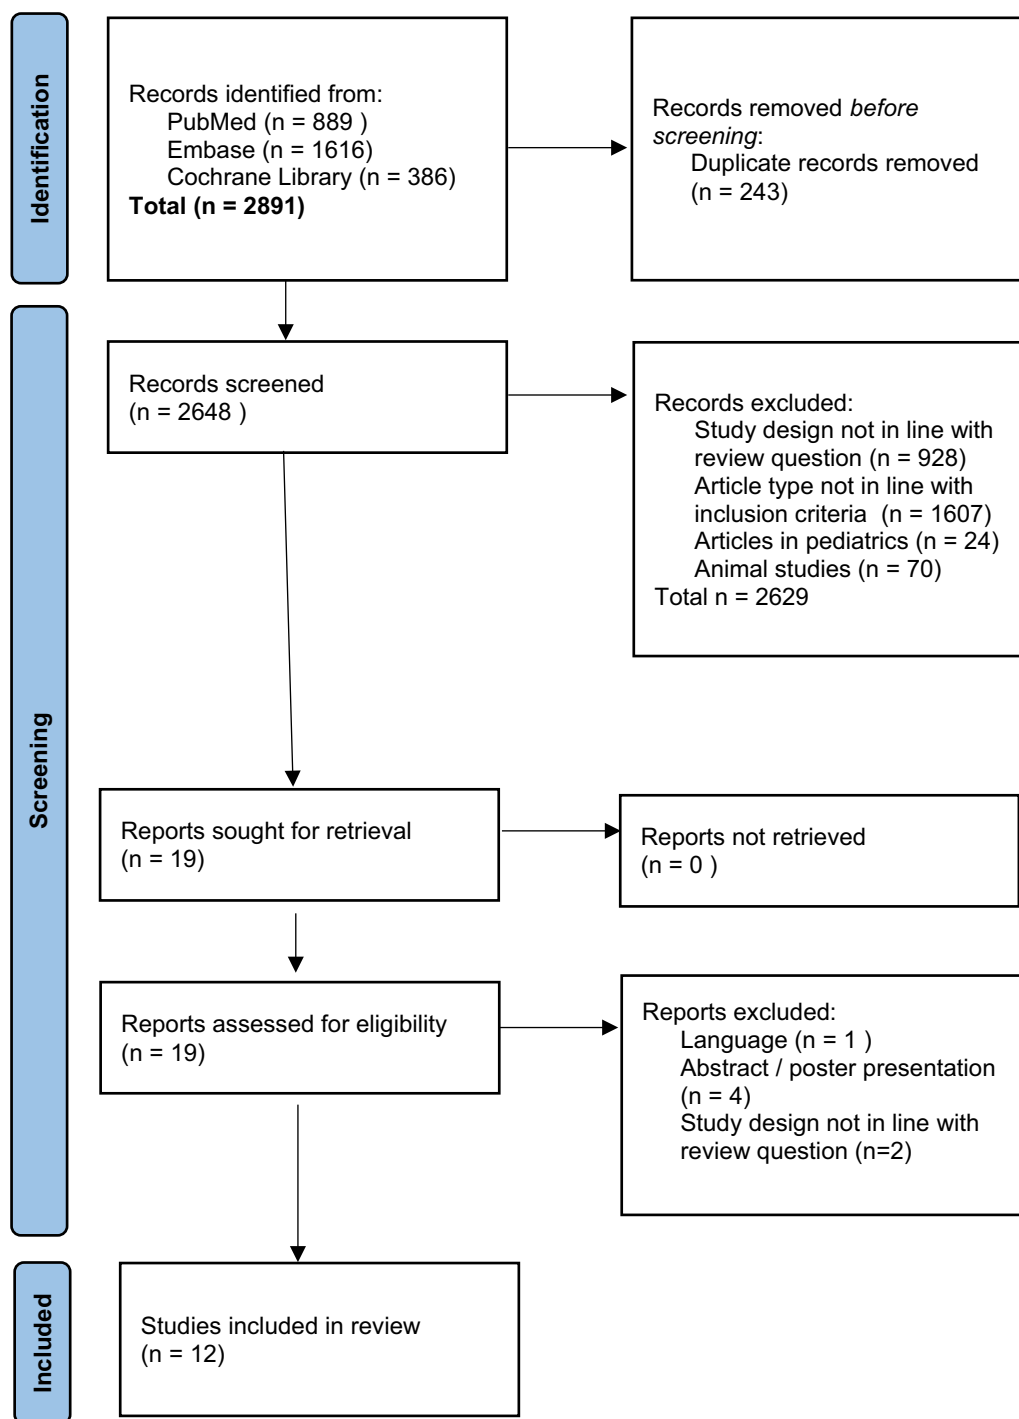 Identification
Records identified from:
PubMed (n = 889 )
Embase (n = 1616)
Cochrane Library (n = 386)
Total (n = 2891)
Records removed before
screening:
Duplicate records removed
(n = 243)
Screening
Records screened
(n = 2648 )
Records excluded:
Study design not in line with
review question (n = 928)
Article type not in line with
inclusion criteria  (n = 1607)
Articles in pediatrics (n = 24)
Animal studies (n = 70)
Total n = 2629
Reports sought for retrieval
(n = 19)
Reports not retrieved
(n = 0 )
Reports assessed for eligibility
(n = 19)
Reports excluded:
Language (n = 1 )
Abstract / poster presentation
(n = 4)
Study design not in line with
review question (n=2)
Included
Studies included in review
(n = 12)